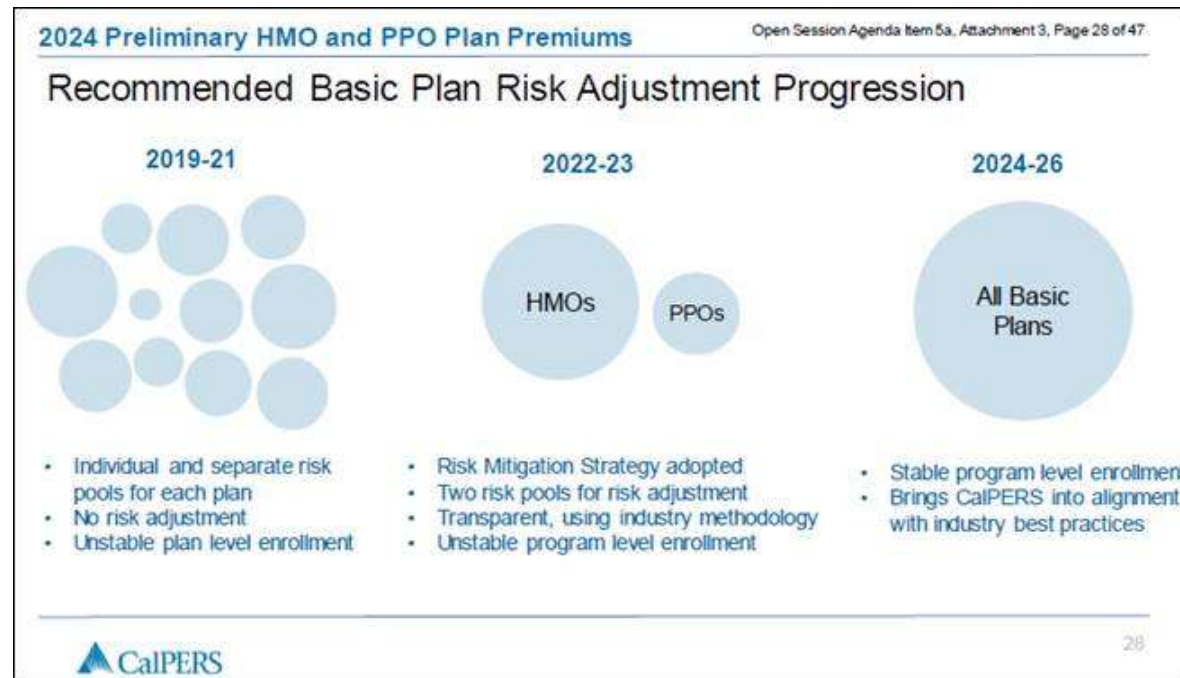 2024 Preliminary HMO and PPO Plan Premiums
Open Session Agenda Item 5a, Attachment 3, Page 28 of 47
Recommended Basic Plan Risk Adjustment Progression
2019-21
2022-23
2024-26
HMOs
PPOs
All Basic
Plans
• Individual and separate risk
pools for each plan
• No risk adjustment
• Unstable plan level enrollment
• Risk Mitigation Strategy adopted
• Two risk pools for risk adjustment
• Transparent, using industry methodology
• Unstable program level enrollment
• Stable program level enrollmen
• Brings CalPERS into alignment
with industry best practices
CalPERS
28